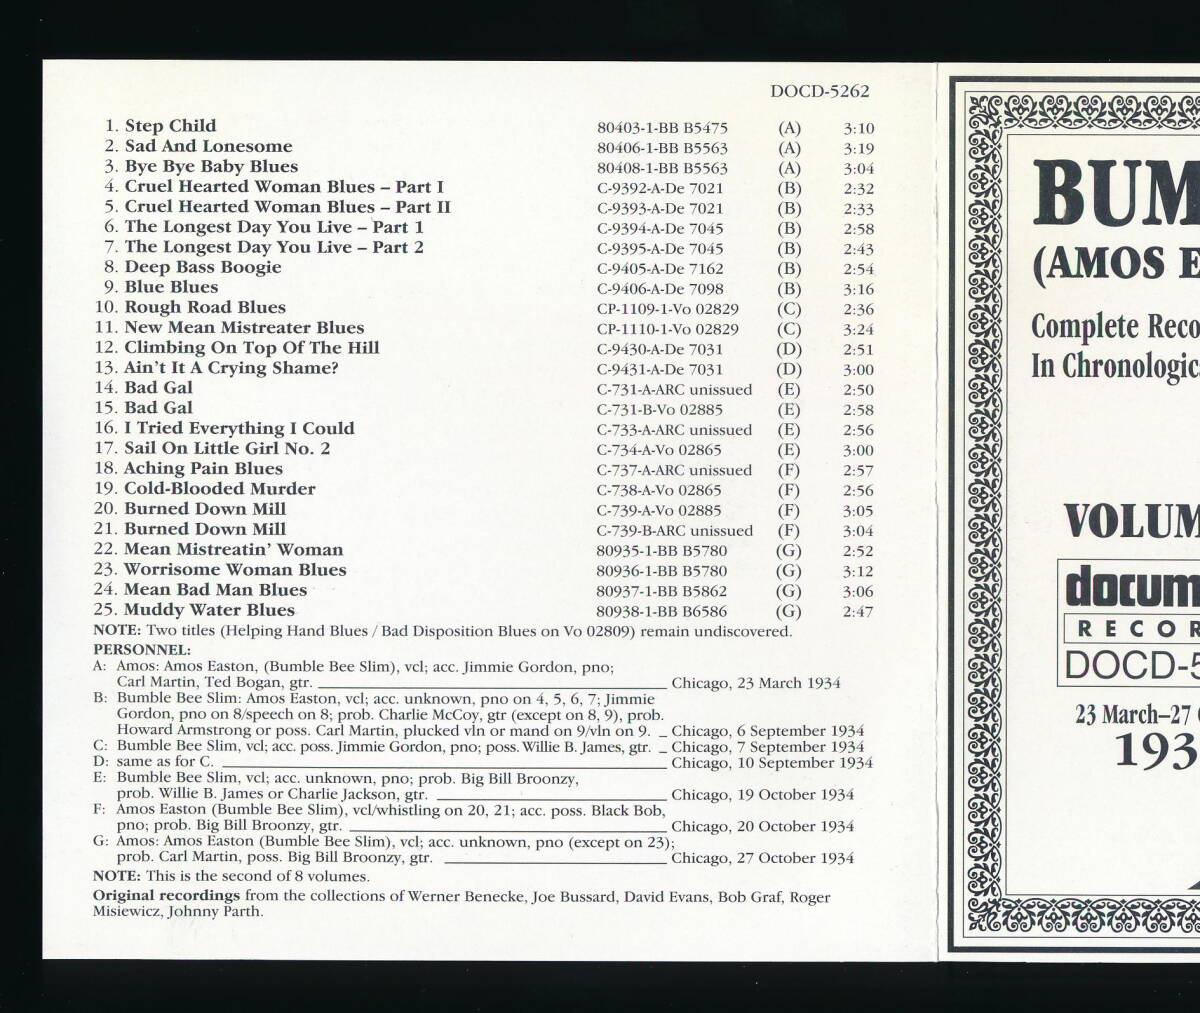 DOCD-5262
1. Step Child 80403-1-BB B5475 (A) 3:10
2. Sad And Lonesome 80406-1-BB B5563 (A) 3:19
3. Bye Bye Baby Blues 80408-1-BB B5563 (A) 3:04
4. Cruel Hearted Woman Blues – Part I C-9392-A-De 7021 (B) 2:32
5. Cruel Hearted Woman Blues – Part II C-9393-A-De 7021 (B) 2:33
6. The Longest Day You Live – Part 1 C-9394-A-De 7045 (B) 2:58
7. The Longest Day You Live – Part 2 C-9395-A-De 7045 (B) 2:43
8. Deep Bass Boogie C-9405-A-De 7162 (B) 2:54
9. Blue Blues C-9406-A-De 7098 (B) 3:16
10. Rough Road Blues CP-1109-1-Vo 02829 (C) 2:36
11. New Mean Mistreater Blues CP-1110-1-Vo 02829 (C) 3:24
12. Climbing On Top Of The Hill C-9430-A-De 7031 (D) 2:51
13. Ain't It A Crying Shame? C-9431-A-De 7031 (D) 3:00
14. Bad Gal C-731-A-ARC unissued (E) 2:50
15. Bad Gal C-731-B-Vo 02885 (E) 2:58
16. I Tried Everything I Could C-733-A-ARC unissued (E) 2:56
17. Sail On Little Girl No. 2 C-734-A-Vo 02865 (E) 3:00
18. Aching Pain Blues C-737-A-ARC unissued (F) 2:57
19. Cold-Blooded Murder C-738-A-Vo 02865 (F) 2:56
20. Burned Down Mill C-739-A-Vo 02885 (F) 3:05
21. Burned Down Mill C-739-B-ARC unissued (F) 3:04
22. Mean Mistreatin' Woman 80935-1-BB B5780 (G) 2:52
23. Worrisome Woman Blues 80936-1-BB B5780 (G) 3:12
24. Mean Bad Man Blues 80937-1-BB B5862 (G) 3:06
25. Muddy Water Blues 80938-1-BB B6586 (G) 2:47
NOTE: Two titles (Helping Hand Blues / Bad Disposition Blues on Vo 02809) remain undiscovered.
PERSONNEL:
A: Amos: Amos Easton, (Bumble Bee Slim), vcl; acc. Jimmie Gordon, pno;
Carl Martin, Ted Bogan, gtr. Chicago, 23 March 1934
B: Bumble Bee Slim: Amos Easton, vcl; acc. unknown, pno on 4, 5, 6, 7; Jimmie
Gordon, pno on 8/speech on 8; prob. Charlie McCoy, gtr (except on 8, 9), prob.
Howard Armstrong or poss. Carl Martin, plucked vln or mand on 9/vln on 9. Chicago, 6 September 1934
C: Bumble Bee Slim, vcl; acc. poss. Jimmie Gordon, pno; poss. Willie B. James, gtr. Chicago, 7 September 1934
D: same as for C. Chicago, 10 September 1934
E: Bumble Bee Slim, vcl; acc. unknown, pno; prob. Big Bill Broonzy,
prob. Willie B. James or Charlie Jackson, gtr. Chicago, 19 October 1934
F: Amos Easton (Bumble Bee Slim), vcl/whistling on 20, 21; acc. poss. Black Bob,
pno; prob. Big Bill Broonzy, gtr. Chicago, 20 October 1934
G: Amos: Amos Easton (Bumble Bee Slim), vcl; acc. unknown, pno (except on 23);
prob. Carl Martin, poss. Big Bill Broonzy, gtr. Chicago, 27 October 1934
NOTE: This is the second of 8 volumes.
Original recordings from the collections of Werner Benecke, Joe Bussard, David Evans, Bob Graf, Roger
Misiewicz, Johnny Parth.
BUM
(AMOS E
Complete Reco
In Chronologic
VOLUM
docum
RECOR
DOCD-5
23 March–27
193